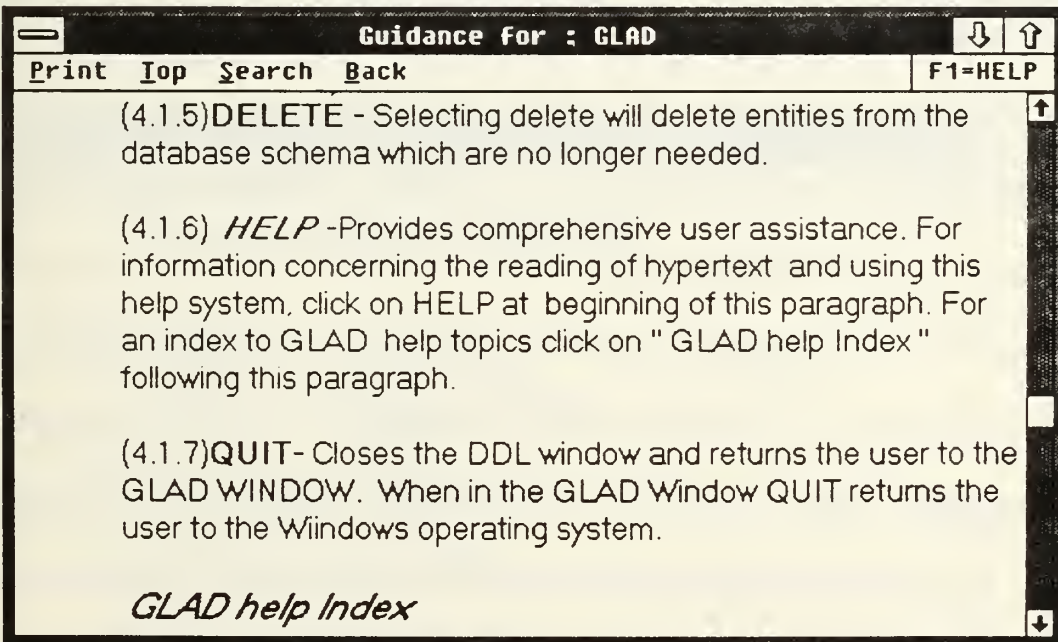 Guidance for : GLAD
Print Top Search Back F1=HELP
(4.1.5)DELETE - Selecting delete will delete entities from the
database schema which are no longer needed.
(4.1.6) HELP -Provides comprehensive user assistance. For
information concerning the reading of hypertext and using this
help system, click on HELP at beginning of this paragraph. For
an index to GLAD help topics click on " GLAD help Index "
following this paragraph.
(4.1.7)QUIT- Closes the DDL window and returns the user to the
GLAD WINDOW. When in the GLAD Window QUIT returns the
user to the Wiindows operating system.
GLAD help Index